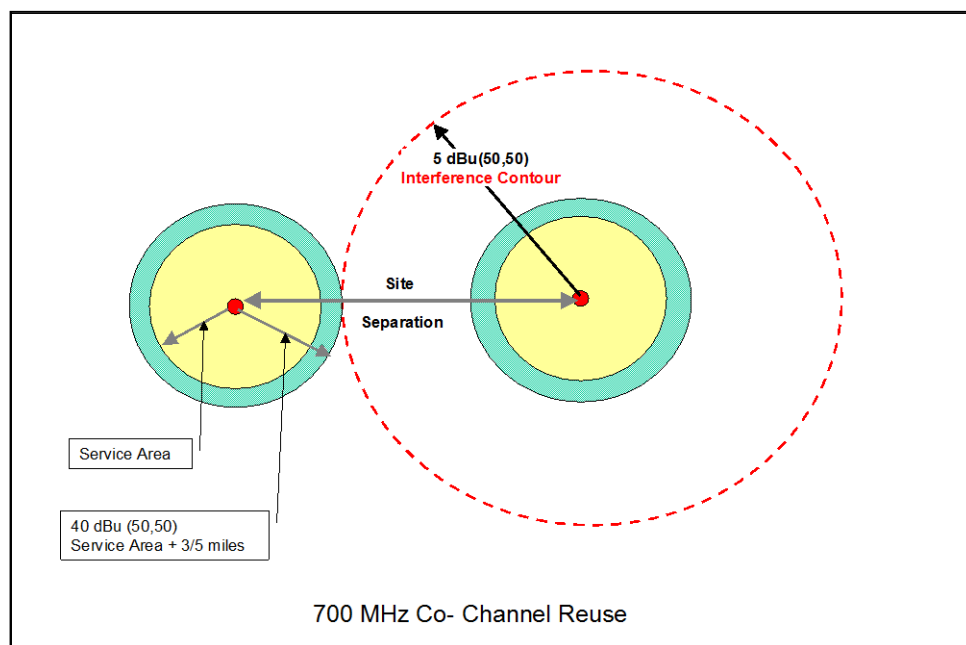 5 dBu(50,50)
Interference Contour
Site
Separation
Service Area
40 dBu (50,50)
Service Area + 3/5 miles
700 MHz Co- Channel Reuse